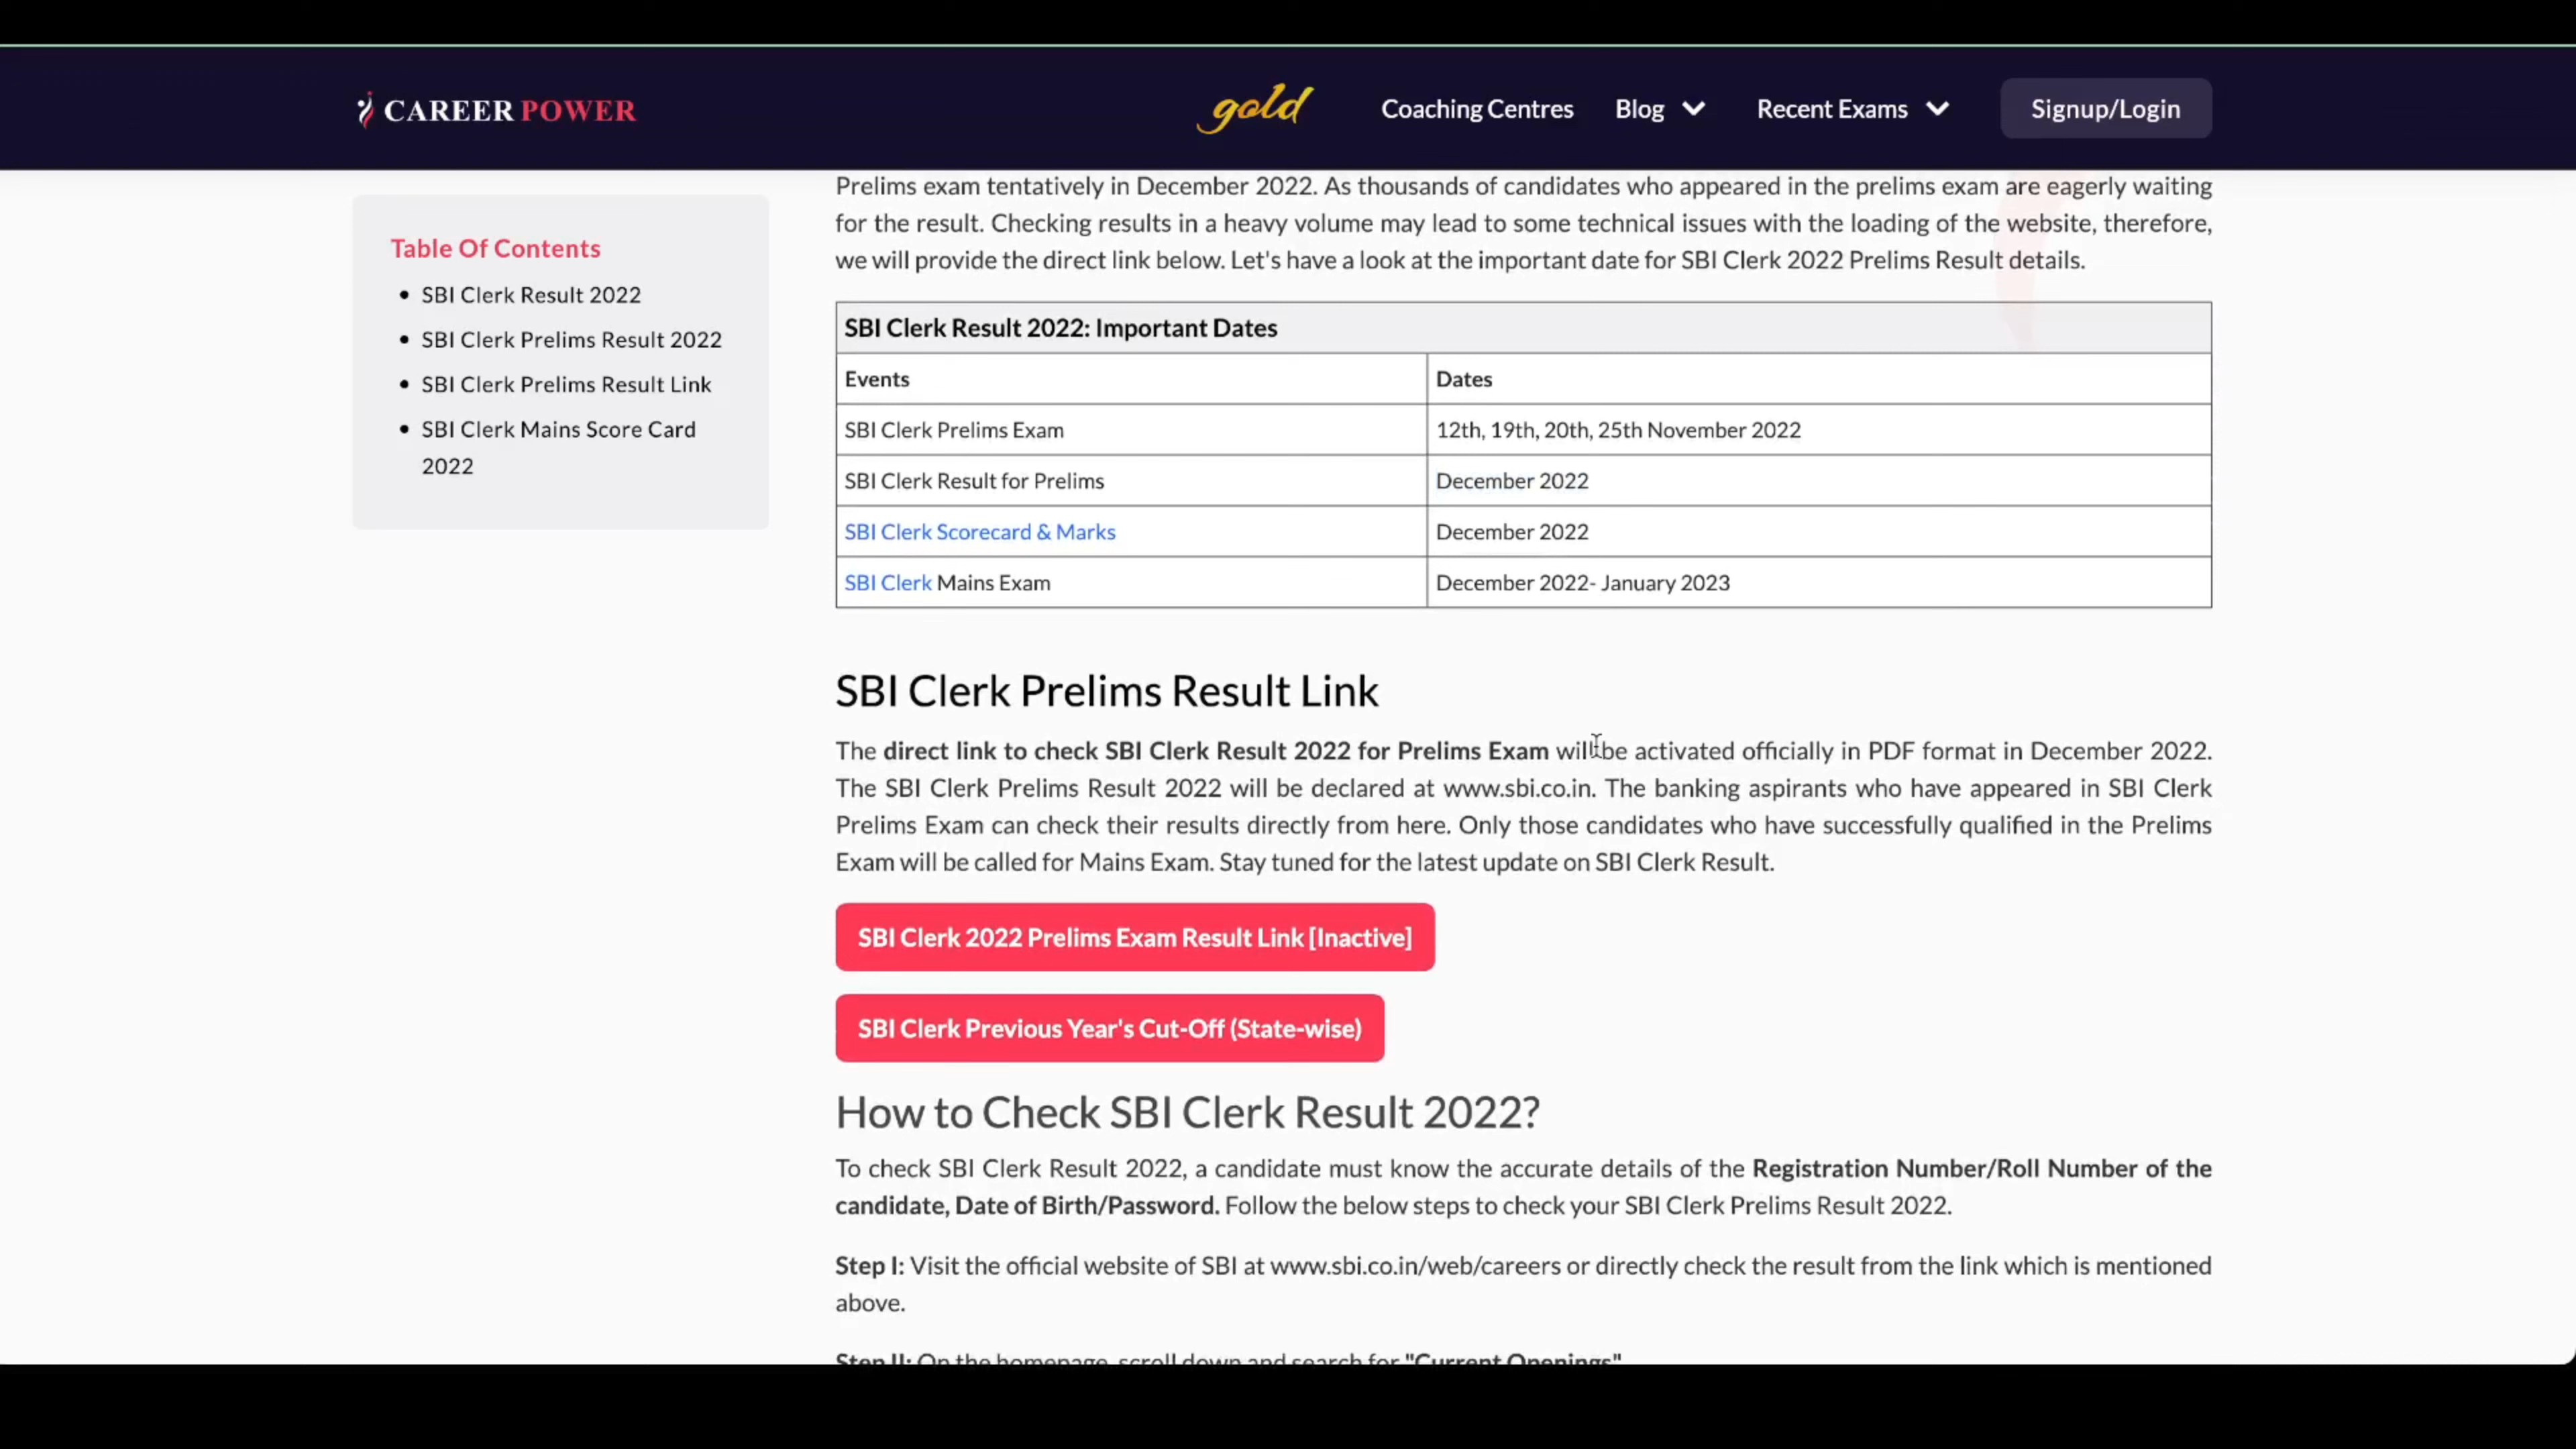 CAREER POWER
gold
Coaching Centres
Blog
Recent Exams
Signup/Login
Table Of Contents
SBI Clerk Result 2022
SBI Clerk Prelims Result 2022
SBI Clerk Prelims Result Link
SBI Clerk Mains Score Card
2022
Prelims exam tentatively in December 2022. As thousands of candidates who appeared in the prelims exam are eagerly waiting
for the result. Checking results in a heavy volume may lead to some technical issues with the loading of the website, therefore,
we will provide the direct link below. Let's have a look at the important date for SBI Clerk 2022 Prelims Result details.
SBI Clerk Result 2022: Important Dates
Events Dates
SBI Clerk Prelims Exam 12th, 19th, 20th, 25th November 2022
SBI Clerk Result for Prelims December 2022
SBI Clerk Scorecard & Marks December 2022
SBI Clerk Mains Exam December 2022- January 2023
SBI Clerk Prelims Result Link
The direct link to check SBI Clerk Result 2022 for Prelims Exam will be activated officially in PDF format in December 2022.
The SBI Clerk Prelims Result 2022 will be declared at www.sbi.co.in. The banking aspirants who have appeared in SBI Clerk
Prelims Exam can check their results directly from here. Only those candidates who have successfully qualified in the Prelims
Exam will be called for Mains Exam. Stay tuned for the latest update on SBI Clerk Result.
SBI Clerk 2022 Prelims Exam Result Link [Inactive]
SBI Clerk Previous Year's Cut-Off (State-wise)
How to Check SBI Clerk Result 2022?
To check SBI Clerk Result 2022, a candidate must know the accurate details of the Registration Number/Roll Number of the
candidate, Date of Birth/Password. Follow the below steps to check your SBI Clerk Prelims Result 2022.
Step I: Visit the official website of SBI at www.sbi.co.in/web/careers or directly check the result from the link which is mentioned
above.
Step II: On the homepage, scroll down and search for "Current Openings"